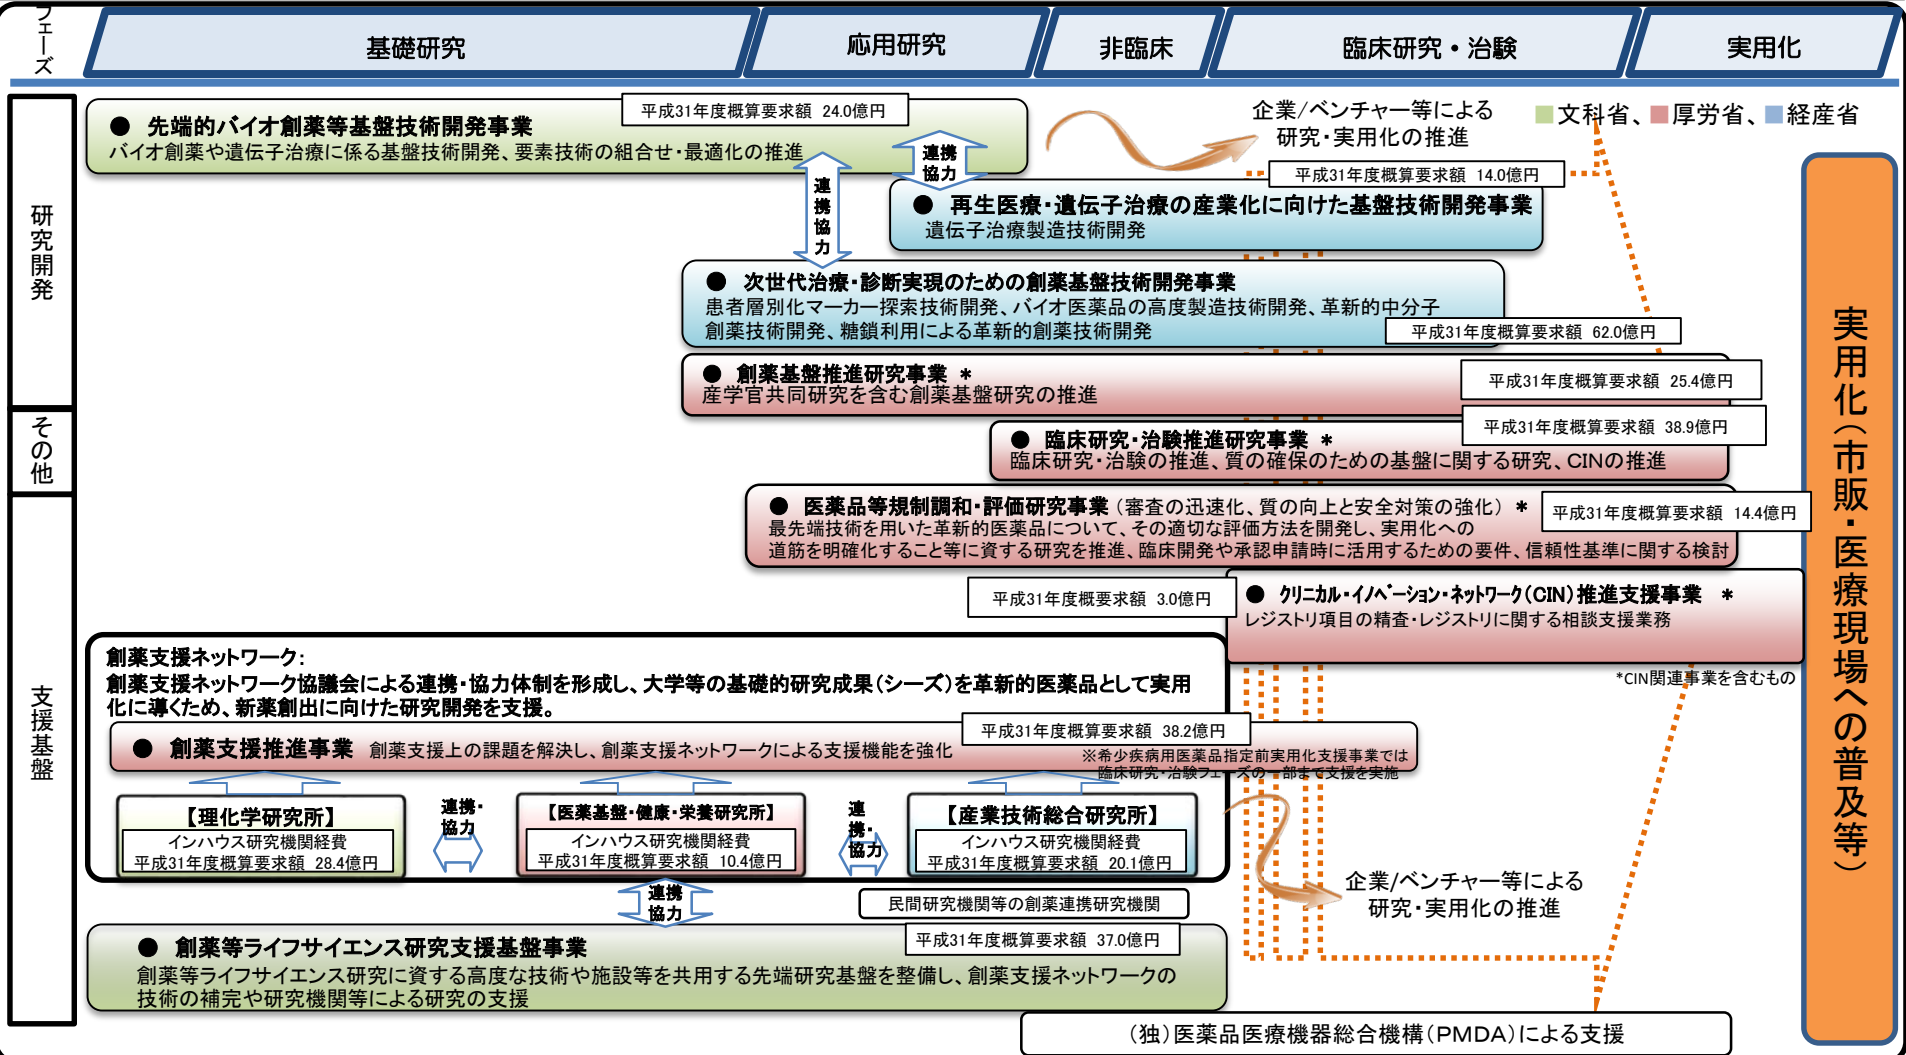 フェーズ
基礎研究
応用研究
非臨床
臨床研究・治験
実用化
研究開発
その他
支援基盤
平成31年度概算要求額 24.0億円
● 先端的バイオ創薬等基盤技術開発事業
バイオ創薬や遺伝子治療に係る基盤技術開発、要素技術の組合せ・最適化の推進
連携
協力
連携協力
企業/ベンチャー等による
研究・実用化の推進
■文科省、■厚労省、■経産省
平成31年度概算要求額 14.0億円
● 再生医療・遺伝子治療の産業化に向けた基盤技術開発事業
遺伝子治療製造技術開発
● 次世代治療・診断実現のための創薬基盤技術開発事業
患者層別化マーカー探索技術開発、バイオ医薬品の高度製造技術開発、革新的中分子
創薬技術開発、糖鎖利用による革新的創薬技術開発
平成31年度概算要求額 62.0億円
● 創薬基盤推進研究事業 *
産学官共同研究を含む創薬基盤研究の推進
平成31年度概算要求額 25.4億円
● 臨床研究・治験推進研究事業 *
臨床研究・治験の推進、質の確保のための基盤に関する研究、CINの推進
平成31年度概算要求額 38.9億円
● 医薬品等規制調和・評価研究事業（審査の迅速化、質の向上と安全対策の強化） *
最先端技術を用いた革新的医薬品について、その適切な評価方法を開発し、実用化への
道筋を明確化すること等に資する研究を推進、臨床開発や承認申請時に活用するための要件、信頼性基準に関する検討
平成31年度概算要求額 14.4億円
平成31年度概要求額 3.0億円
● クリニカル・イノベーション・ネットワーク（CIN）推進支援事業 *
レジストリ項目の精査・レジストリに関する相談支援業務
*CIN関連事業を含むもの
実用化（市販・医療現場への普及等）
創薬支援ネットワーク：
創薬支援ネットワーク協議会による連携・協力体制を形成し、大学等の基礎的研究成果（シーズ）を革新的医薬品として実用
化に導くため、新薬創出に向けた研究開発を支援。
平成31年度概算要求額 38.2億円
● 創薬支援推進事業 創薬支援上の課題を解決し、創薬支援ネットワークによる支援機能を強化
※希少疾病用医薬品指定前実用化支援事業では
臨床研究・治験フェーズの一部まで支援を実施
【理化学研究所】
インハウス研究機関経費
平成31年度概算要求額 28.4億円
連携・
協力
【医薬基盤・健康・栄養研究所】
インハウス研究機関経費
平成31年度概算要求額 10.4億円
連
携・
協力
【産業技術総合研究所】
インハウス研究機関経費
平成31年度概算要求額 20.1億円
連携
協力
民間研究機関等の創薬連携研究機関
企業/ベンチャー等による
研究・実用化の推進
● 創薬等ライフサイエンス研究支援基盤事業
平成31年度概算要求額 37.0億円
創薬等ライフサイエンス研究に資する高度な技術や施設等を共用する先端研究基盤を整備し、創薬支援ネットワークの
技術の補完や研究機関等による研究の支援
（独）医薬品医療機器総合機構（PMDA）による支援